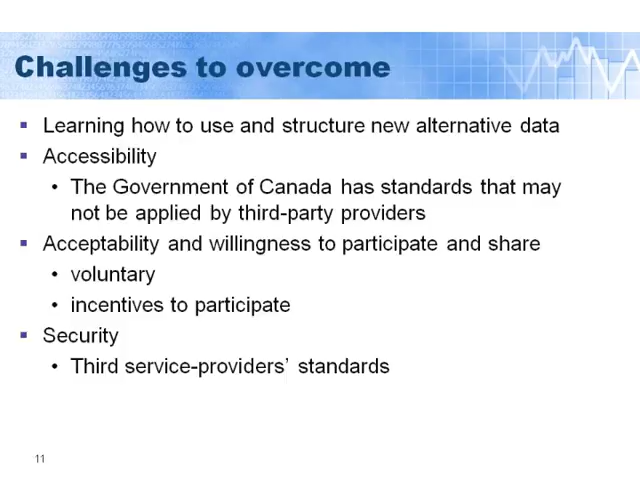 Challenges to overcome
▪ Learning how to use and structure new alternative data
▪ Accessibility
• The Government of Canada has standards that may
not be applied by third-party providers
▪ Acceptability and willingness to participate and share
• voluntary
• incentives to participate
▪ Security
• Third service-providers’ standards
11